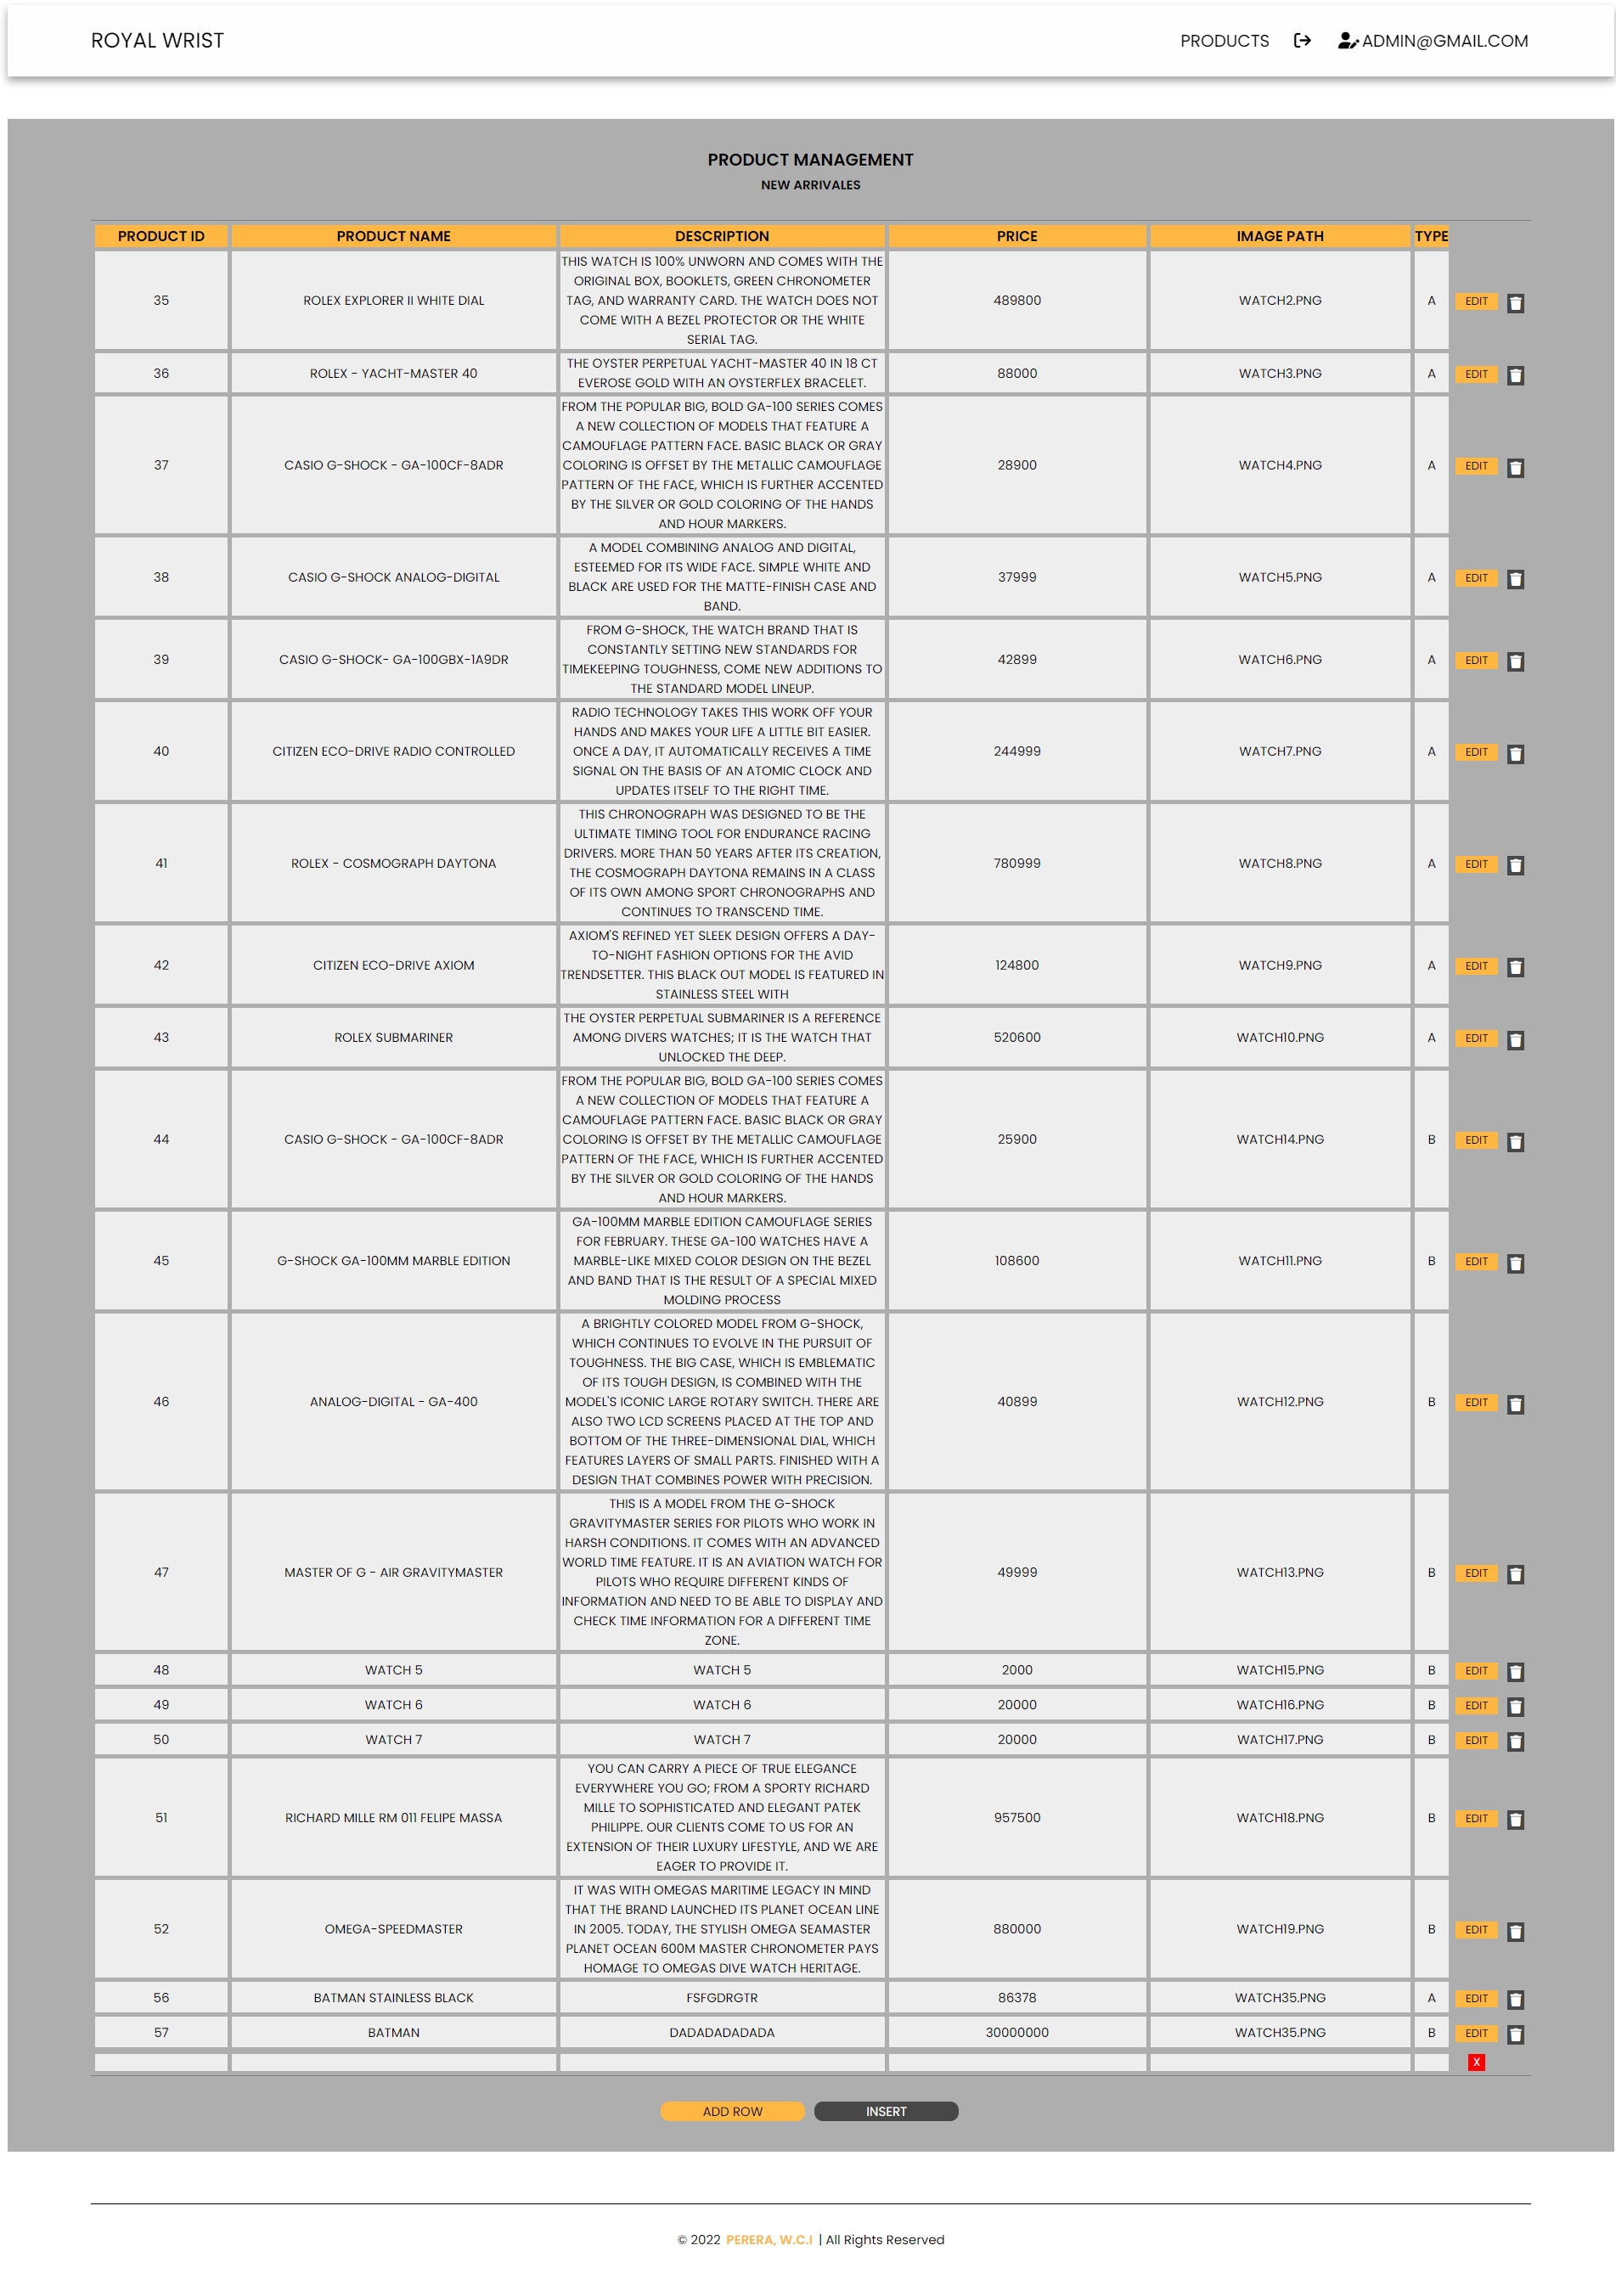 ROYAL WRIST
PRODUCTS ADMIN@GMAIL.COM
PRODUCT MANAGEMENT
NEW ARRIVALES
PRODUCT ID PRODUCT NAME DESCRIPTION PRICE IMAGE PATH TYPE
35 ROLEX EXPLORER II WHITE DIAL
THIS WATCH IS 100% UNWORN AND COMES WITH THE
ORIGINAL BOX, BOOKLETS, GREEN CHRONOMETER
TAG, AND WARRANTY CARD. THE WATCH DOES NOT
COME WITH A BEZEL PROTECTOR OR THE WHITE
SERIAL TAG.
489800 WATCH2.PNG A EDIT
36 ROLEX - YACHT-MASTER 40
THE OYSTER PERPETUAL YACHT-MASTER 40 IN 18 CT
EVEROSE GOLD WITH AN OYSTERFLEX BRACELET.
88000 WATCH3.PNG A EDIT
37 CASIO G-SHOCK - GA-100CF-8ADR
FROM THE POPULAR BIG, BOLD GA-100 SERIES COMES
A NEW COLLECTION OF MODELS THAT FEATURE A
CAMOUFLAGE PATTERN FACE. BASIC BLACK OR GRAY
COLORING IS OFFSET BY THE METALLIC CAMOUFLAGE
PATTERN OF THE FACE, WHICH IS FURTHER ACCENTED
BY THE SILVER OR GOLD COLORING OF THE HANDS
AND HOUR MARKERS.
28900 WATCH4.PNG A EDIT
38 CASIO G-SHOCK ANALOG-DIGITAL
A MODEL COMBINING ANALOG AND DIGITAL,
ESTEEMED FOR ITS WIDE FACE. SIMPLE WHITE AND
BLACK ARE USED FOR THE MATTE-FINISH CASE AND
BAND.
37999 WATCH5.PNG A EDIT
39 CASIO G-SHOCK- GA-100GBX-1A9DR
FROM G-SHOCK, THE WATCH BRAND THAT IS
CONSTANTLY SETTING NEW STANDARDS FOR
TIMEKEEPING TOUGHNESS, COME NEW ADDITIONS TO
THE STANDARD MODEL LINEUP.
42899 WATCH6.PNG A EDIT
40 CITIZEN ECO-DRIVE RADIO CONTROLLED
RADIO TECHNOLOGY TAKES THIS WORK OFF YOUR
HANDS AND MAKES YOUR LIFE A LITTLE BIT EASIER.
ONCE A DAY, IT AUTOMATICALLY RECEIVES A TIME
SIGNAL ON THE BASIS OF AN ATOMIC CLOCK AND
UPDATES ITSELF TO THE RIGHT TIME.
244999 WATCH7.PNG A EDIT
41 ROLEX - COSMOGRAPH DAYTONA
THIS CHRONOGRAPH WAS DESIGNED TO BE THE
ULTIMATE TIMING TOOL FOR ENDURANCE RACING
DRIVERS. MORE THAN 50 YEARS AFTER ITS CREATION,
THE COSMOGRAPH DAYTONA REMAINS IN A CLASS
OF ITS OWN AMONG SPORT CHRONOGRAPHS AND
CONTINUES TO TRANSCEND TIME.
780999 WATCH8.PNG A EDIT
42 CITIZEN ECO-DRIVE AXIOM
AXIOM'S REFINED YET SLEEK DESIGN OFFERS A DAY-
TO-NIGHT FASHION OPTIONS FOR THE AVID
TRENDSETTER. THIS BLACK OUT MODEL IS FEATURED IN
STAINLESS STEEL WITH
124800 WATCH9.PNG A EDIT
43 ROLEX SUBMARINER
THE OYSTER PERPETUAL SUBMARINER IS A REFERENCE
AMONG DIVERS WATCHES; IT IS THE WATCH THAT
UNLOCKED THE DEEP.
520600 WATCH10.PNG A EDIT
44 CASIO G-SHOCK - GA-100CF-8ADR
FROM THE POPULAR BIG, BOLD GA-100 SERIES COMES
A NEW COLLECTION OF MODELS THAT FEATURE A
CAMOUFLAGE PATTERN FACE. BASIC BLACK OR GRAY
COLORING IS OFFSET BY THE METALLIC CAMOUFLAGE
PATTERN OF THE FACE, WHICH IS FURTHER ACCENTED
BY THE SILVER OR GOLD COLORING OF THE HANDS
AND HOUR MARKERS.
25900 WATCH14.PNG B EDIT
45 G-SHOCK GA-100MM MARBLE EDITION
GA-100MM MARBLE EDITION CAMOUFLAGE SERIES
FOR FEBRUARY. THESE GA-100 WATCHES HAVE A
MARBLE-LIKE MIXED COLOR DESIGN ON THE BEZEL
AND BAND THAT IS THE RESULT OF A SPECIAL MIXED
MOLDING PROCESS
108600 WATCH11.PNG B EDIT
46 ANALOG-DIGITAL - GA-400
A BRIGHTLY COLORED MODEL FROM G-SHOCK,
WHICH CONTINUES TO EVOLVE IN THE PURSUIT OF
TOUGHNESS. THE BIG CASE, WHICH IS EMBLEMATIC
OF ITS TOUGH DESIGN, IS COMBINED WITH THE
MODEL'S ICONIC LARGE ROTARY SWITCH. THERE ARE
ALSO TWO LCD SCREENS PLACED AT THE TOP AND
BOTTOM OF THE THREE-DIMENSIONAL DIAL, WHICH
FEATURES LAYERS OF SMALL PARTS. FINISHED WITH A
DESIGN THAT COMBINES POWER WITH PRECISION.
40899 WATCH12.PNG B EDIT
47 MASTER OF G - AIR GRAVITYMASTER
THIS IS A MODEL FROM THE G-SHOCK
GRAVITYMASTER SERIES FOR PILOTS WHO WORK IN
HARSH CONDITIONS. IT COMES WITH AN ADVANCED
WORLD TIME FEATURE. IT IS AN AVIATION WATCH FOR
PILOTS WHO REQUIRE DIFFERENT KINDS OF
INFORMATION AND NEED TO BE ABLE TO DISPLAY AND
CHECK TIME INFORMATION FOR A DIFFERENT TIME
ZONE.
49999 WATCH13.PNG B EDIT
48 WATCH 5 WATCH 5 2000 WATCH15.PNG B EDIT
49 WATCH 6 WATCH 6 20000 WATCH16.PNG B EDIT
50 WATCH 7 WATCH 7 20000 WATCH17.PNG B EDIT
51 RICHARD MILLE RM 011 FELIPE MASSA
YOU CAN CARRY A PIECE OF TRUE ELEGANCE
EVERYWHERE YOU GO; FROM A SPORTY RICHARD
MILLE TO SOPHISTICATED AND ELEGANT PATEK
PHILIPPE. OUR CLIENTS COME TO US FOR AN
EXTENSION OF THEIR LUXURY LIFESTYLE, AND WE ARE
EAGER TO PROVIDE IT.
957500 WATCH18.PNG B EDIT
52 OMEGA-SPEEDMASTER
IT WAS WITH OMEGAS MARITIME LEGACY IN MIND
THAT THE BRAND LAUNCHED ITS PLANET OCEAN LINE
IN 2005. TODAY, THE STYLISH OMEGA SEAMASTER
PLANET OCEAN 600M MASTER CHRONOMETER PAYS
HOMAGE TO OMEGAS DIVE WATCH HERITAGE.
880000 WATCH19.PNG B EDIT
56 BATMAN STAINLESS BLACK FSFGDRGTR 86378 WATCH35.PNG A EDIT
57 BATMAN DADADADADADA 30000000 WATCH35.PNG B EDIT
X
ADD ROW INSERT
© 2022 PERERA, W.C.I | All Rights Reserved